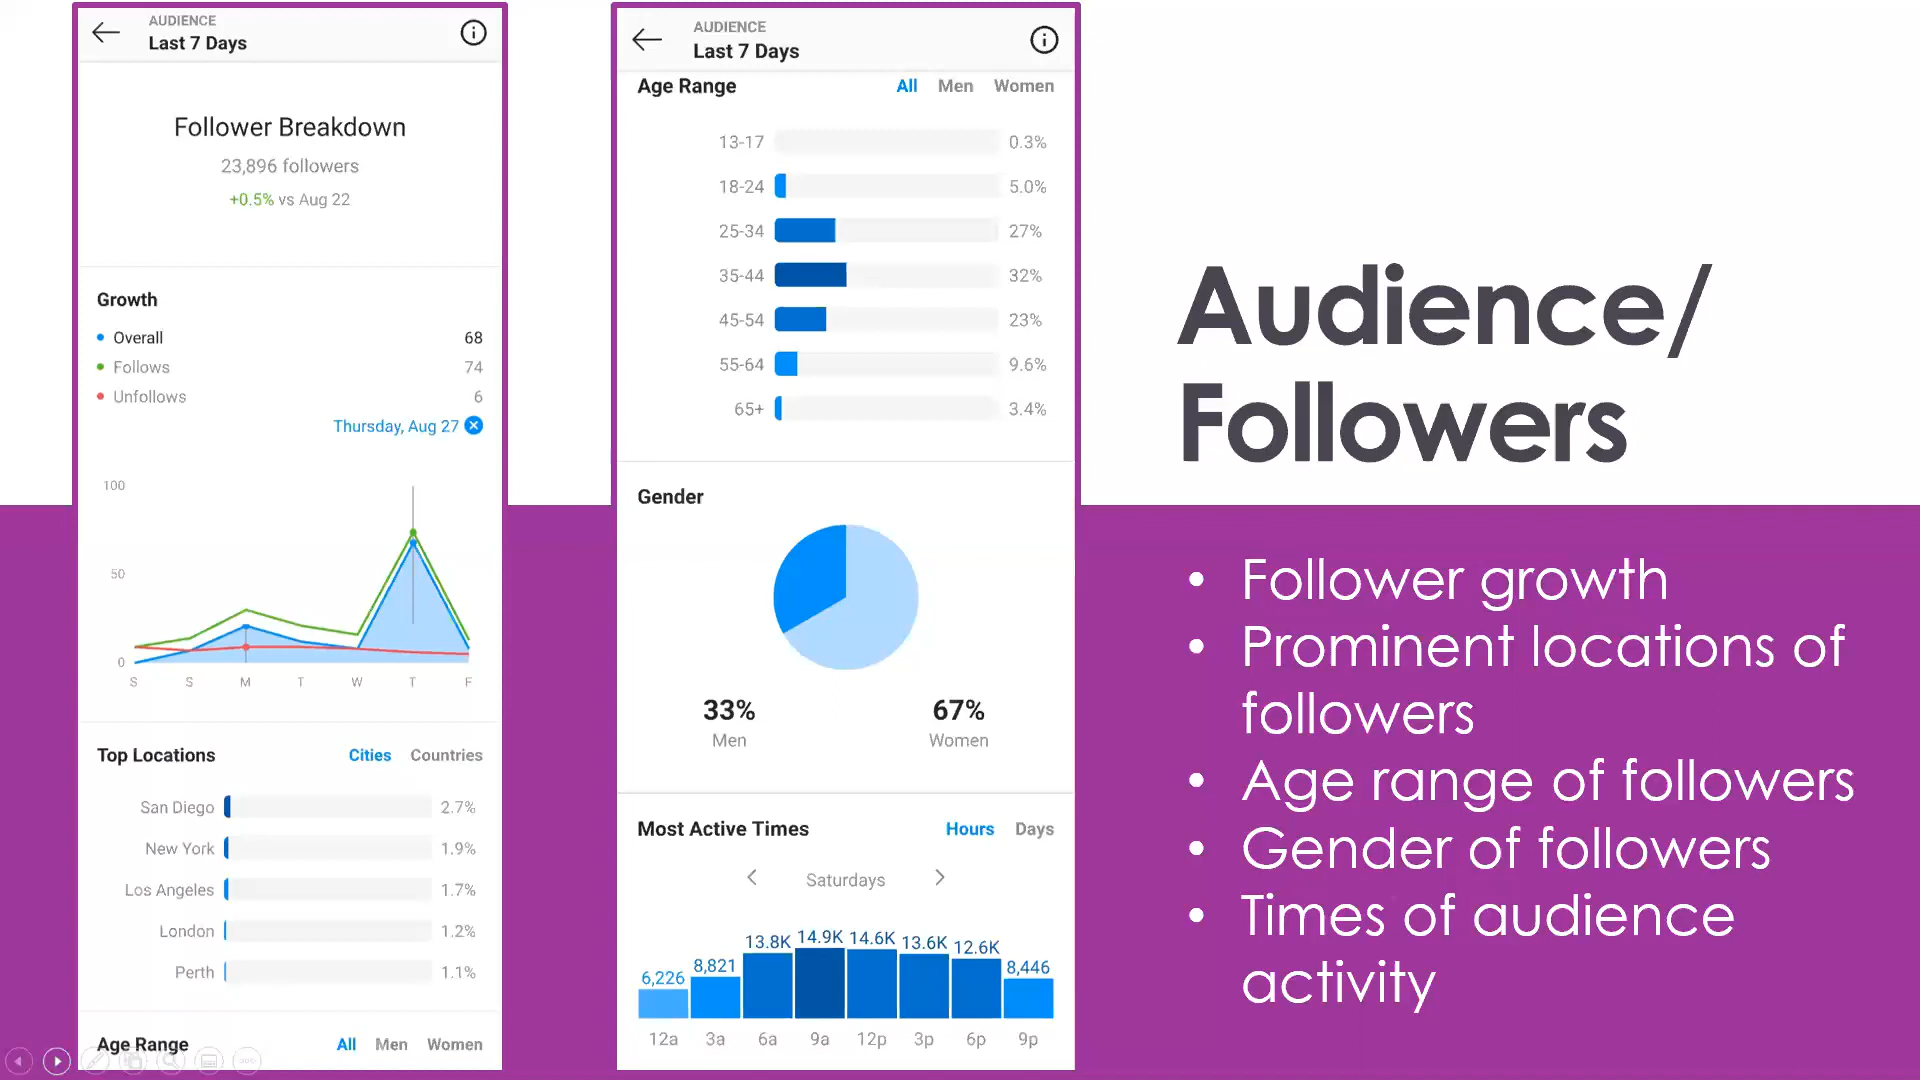 AUDIENCE
Last 7 Days
Follower Breakdown
23,896 followers
+0.5% vs Aug 22
Growth
Overall 68
Follows 74
Unfollows 6
Thursday, Aug 27
100
50
0
S S M T W T F
Top Locations Cities Countries
San Diego 2.7%
New York 1.9%
Los Angeles 1.7%
London 1.2%
Perth 1.1%
Age Range All Men Women
AUDIENCE
Last 7 Days
Age Range All Men Women
13-17 0.3%
18-24 5.0%
25-34 27%
35-44 32%
45-54 23%
55-64 9.6%
65+ 3.4%
Gender
33% 67%
Men Women
Most Active Times Hours Days
Saturdays
6,226 8,821 13.8K 14.9K 14.6K 13.6K 12.6K 8,446
12a 3a 6a 9a 12p 3p 6p 9p
Audience/
Followers
• Follower growth
• Prominent locations of
followers
• Age range of followers
• Gender of followers
• Times of audience
activity